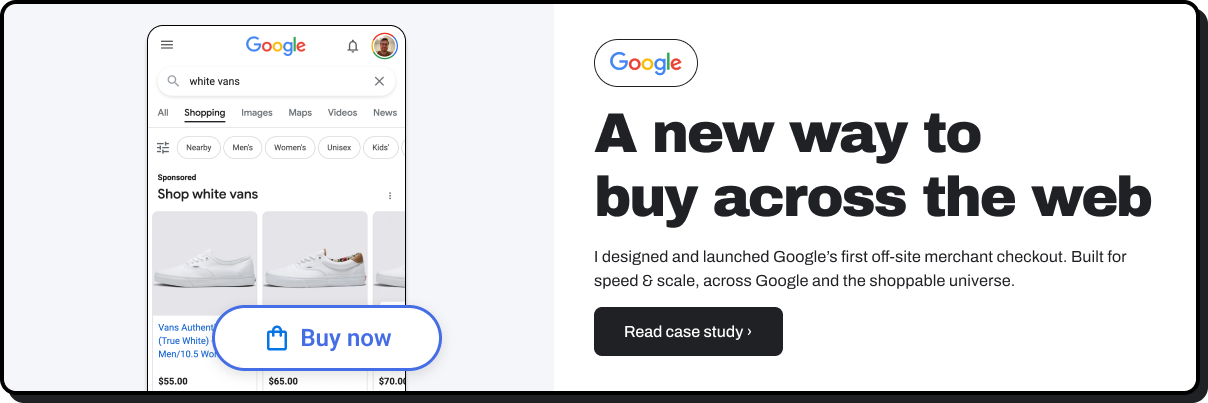 Google
white vans
All Shopping Images Maps Videos News
Nearby Men's Women's Unisex Kids'
Sponsored
Shop white vans
Vans Authent
(True White)
Men/10.5 Wo
Buy now
$55.00 $65.00 $70.00
Google
A new way to
buy across the web
I designed and launched Google’s first off-site merchant checkout. Built for
speed & scale, across Google and the shoppable universe.
Read case study ›